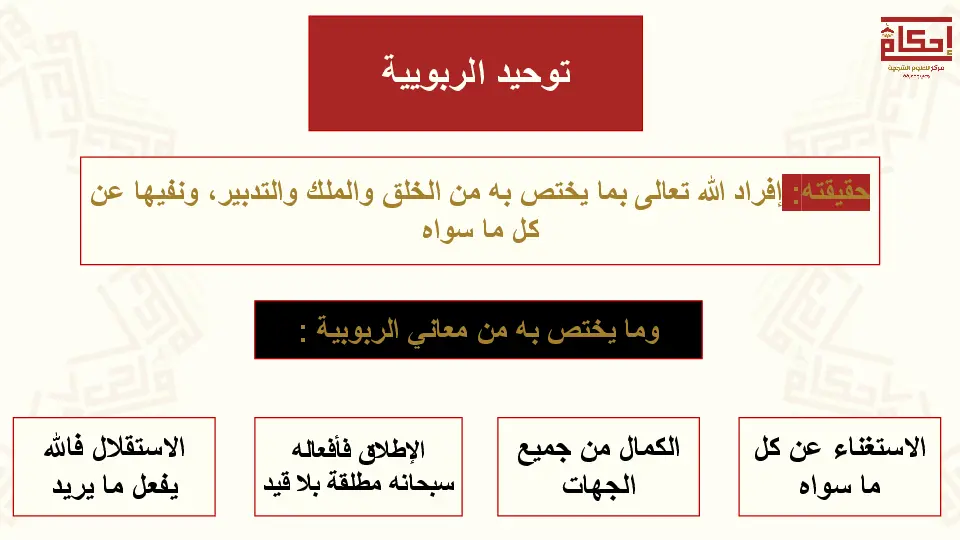 إحكام
مركز للعلوم الشرعية
توحيد الربوبية
حقيقته: إفراد الله تعالى بما يختص به من الخلق والملك والتدبير، ونفيها عن
كل ما سواه
وما يختص به من معاني الربوبية :
الاستغناء عن كل
ما سواه
الكمال من جميع
الجهات
الإطلاق فأفعاله
سبحانه مطلقة بلا قيد
الاستقلال فالله
يفعل ما يريد